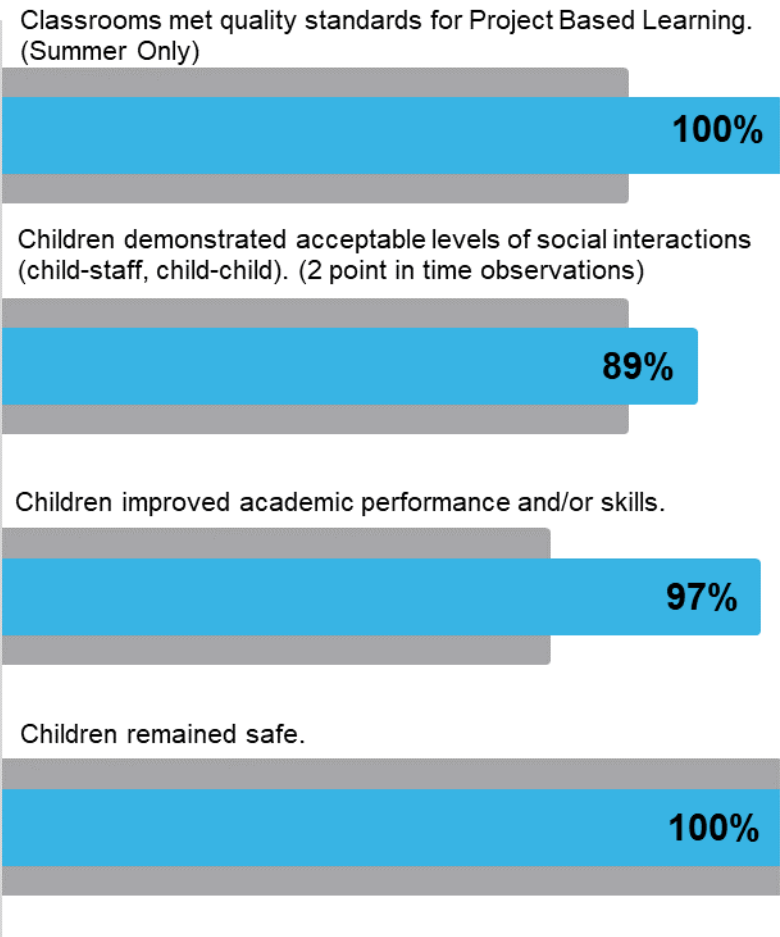 Classrooms met quality standards for Project Based Learning.
(Summer Only)
100%
Children demonstrated acceptable levels of social interactions
(child-staff, child-child). (2 point in time observations)
89%
Children improved academic performance and/or skills.
97%
Children remained safe.
100%